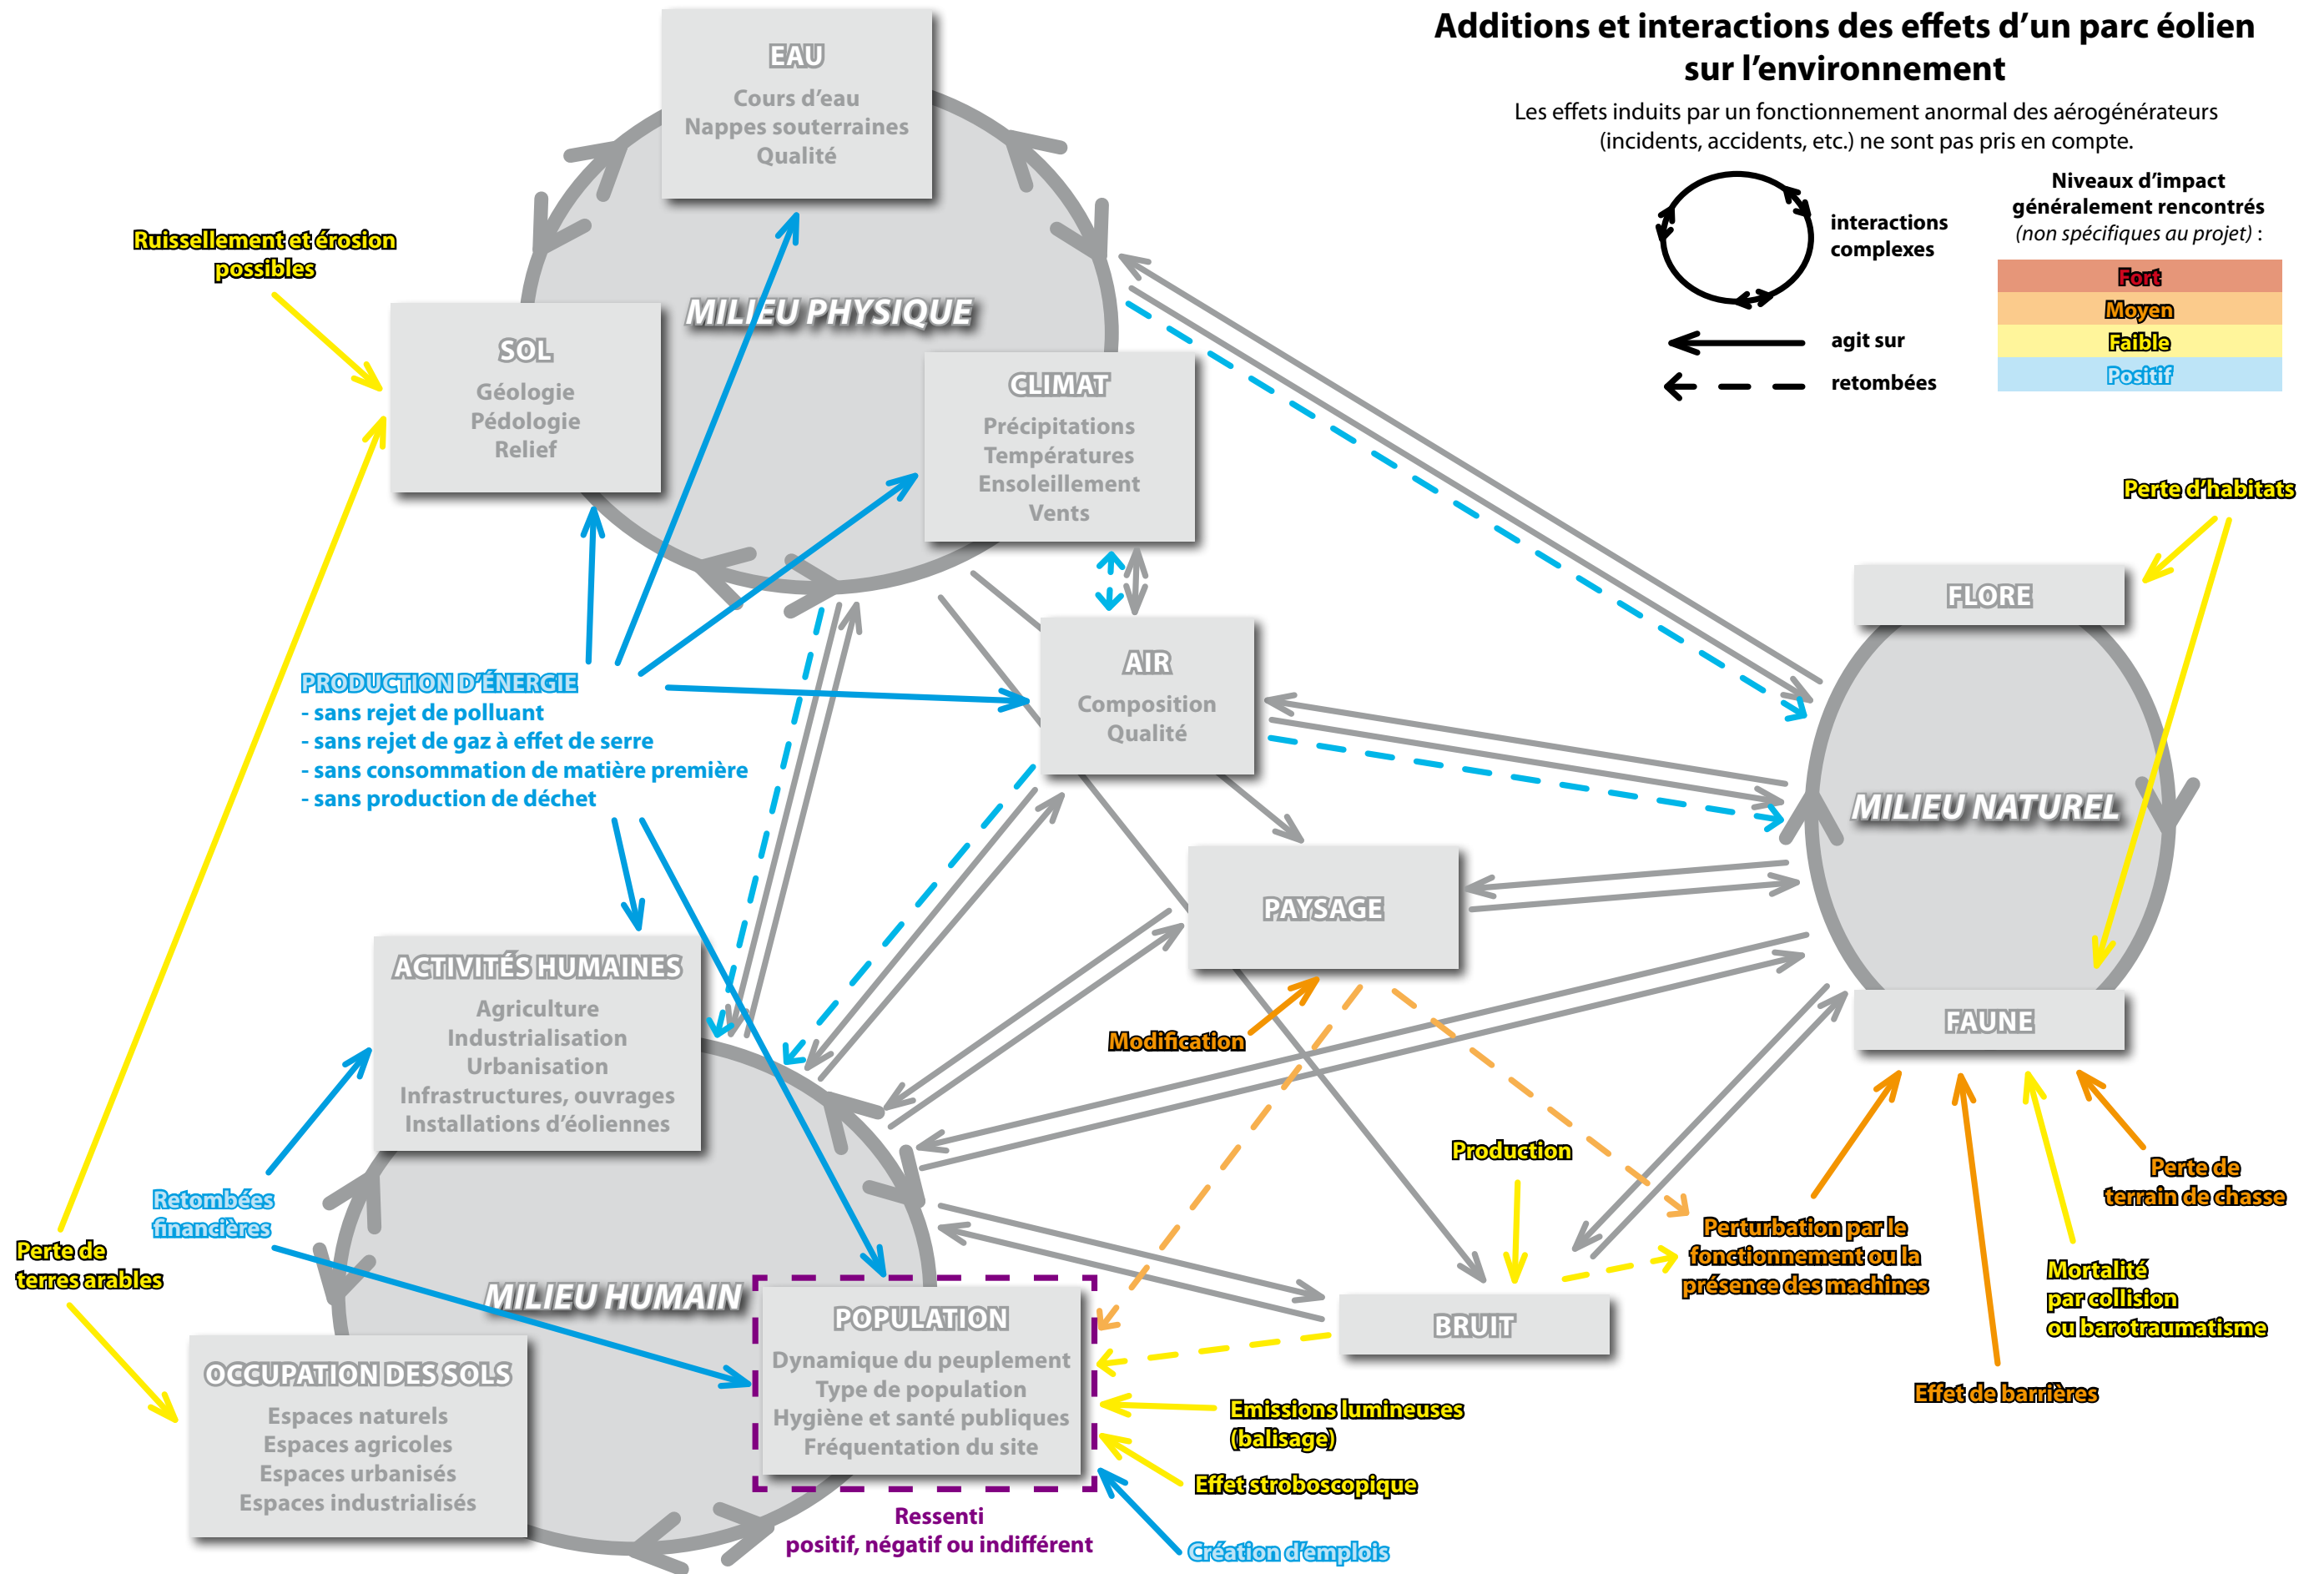 Additions et interactions des effets d’un parc éolien
sur l’environnement
Les effets induits par un fonctionnement anormal des aérogénérateurs
(incidents, accidents, etc.) ne sont pas pris en compte.
interactions
complexes
agit sur
retombées
Niveaux d’impact
généralement rencontrés
(non spécifiques au projet) :
Fort
Moyen
Faible
Positif
EAU
Cours d’eau
Nappes souterraines
Qualité
Ruissellement et érosion
possibles
MILIEU PHYSIQUE
SOL
Géologie
Pédologie
Relief
CLIMAT
Précipitations
Températures
Ensoleillement
Vents
Perte d’habitats
FLORE
AIR
Composition
Qualité
PRODUCTION D’ÉNERGIE
- sans rejet de polluant
- sans rejet de gaz à effet de serre
- sans consommation de matière première
- sans production de déchet
MILIEU NATUREL
PAYSAGE
ACTIVITÉS HUMAINES
Agriculture
Industrialisation
Urbanisation
Infrastructures, ouvrages
Installations d’éoliennes
Modification
FAUNE
Production
Perte de
terrain de chasse
Retombées
financières
Perte de
terres arables
Perturbation par le
fonctionnement ou la
présence des machines
Mortalité
par collision
ou barotraumatisme
MILIEU HUMAIN
POPULATION
Dynamique du peuplement
Type de population
Hygiène et santé publiques
Fréquentation du site
BRUIT
OCCUPATION DES SOLS
Espaces naturels
Espaces agricoles
Espaces urbanisés
Espaces industrialisés
Effet de barrières
Emissions lumineuses
(balisage)
Effet stroboscopique
Ressenti
positif, négatif ou indifférent
Création d’emplois